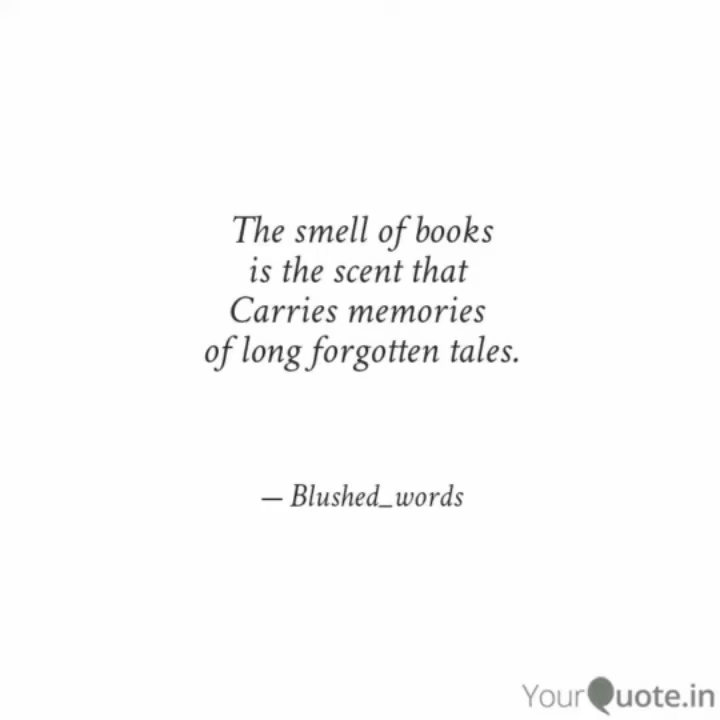 The smell of books
is the scent that
Carries memories
of long forgotten tales.
— Blushed_words
YourQuote.in